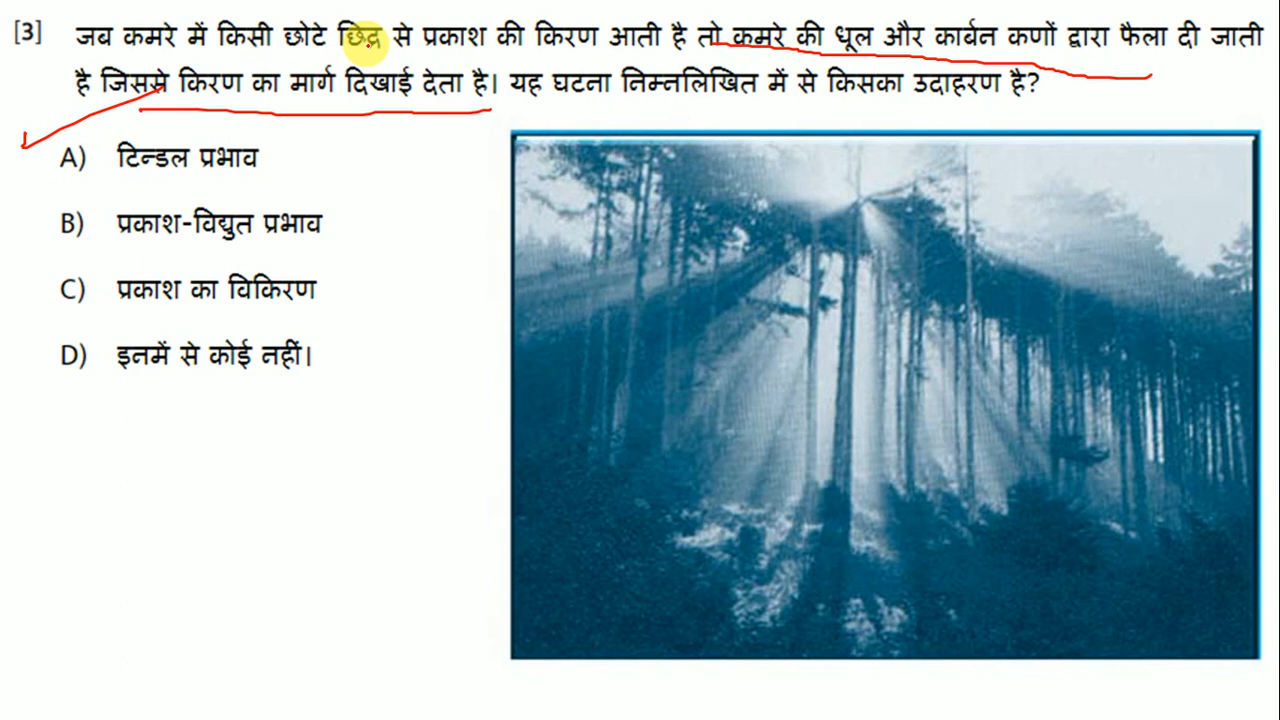 [3] जब कमरे में किसी छोटे छिद्र से प्रकाश की किरण आती है तो कमरे की धूल और कार्बन कणों द्वारा फैला दी जाती
है जिससे किरण का मार्ग दिखाई देता है। यह घटना निम्नलिखित में से किसका उदाहरण है?
A) टिन्डल प्रभाव
B) प्रकाश-विद्युत प्रभाव
C) प्रकाश का विकिरण
D) इनमें से कोई नहीं।